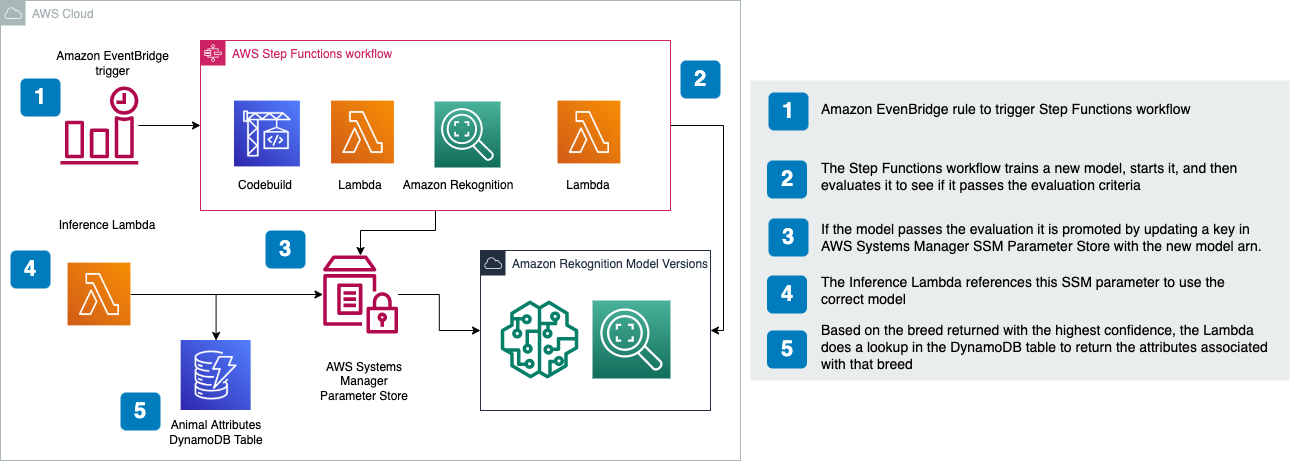 AWS Cloud
Amazon EventBridge
trigger
1
AWS Step Functions workflow
2
Codebuild
Lambda
Amazon Rekognition
Lambda
Inference Lambda
3
4
Amazon Rekognition Model Versions
AWS Systems
Manager
Parameter Store
5
Animal Attributes
DynamoDB Table
1
Amazon EvenBridge rule to trigger Step Functions workflow
2
The Step Functions workflow trains a new model, starts it, and then
evaluates it to see if it passes the evaluation criteria
3
If the model passes the evaluation it is promoted by updating a key in
AWS Systems Manager SSM Parameter Store with the new model arn.
4
The Inference Lambda references this SSM parameter to use the
correct model
5
Based on the breed returned with the highest confidence, the Lambda
does a lookup in the DynamoDB table to return the attributes associated
with that breed